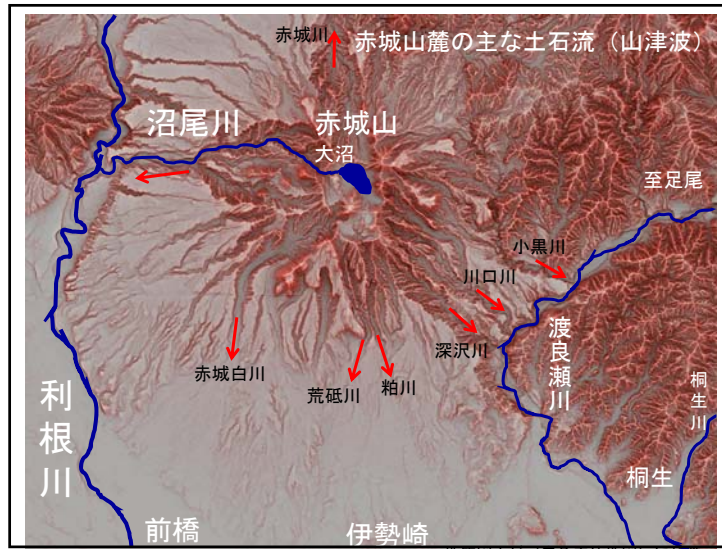 赤城川
赤城山麓の主な土石流（山津波）
沼尾川
赤城山
大沼
至足尾
小黒川
川口川
渡良瀬川
深沢川
桐生川
赤城白川
荒砥川
粕川
利根川
桐生
前橋
伊勢崎